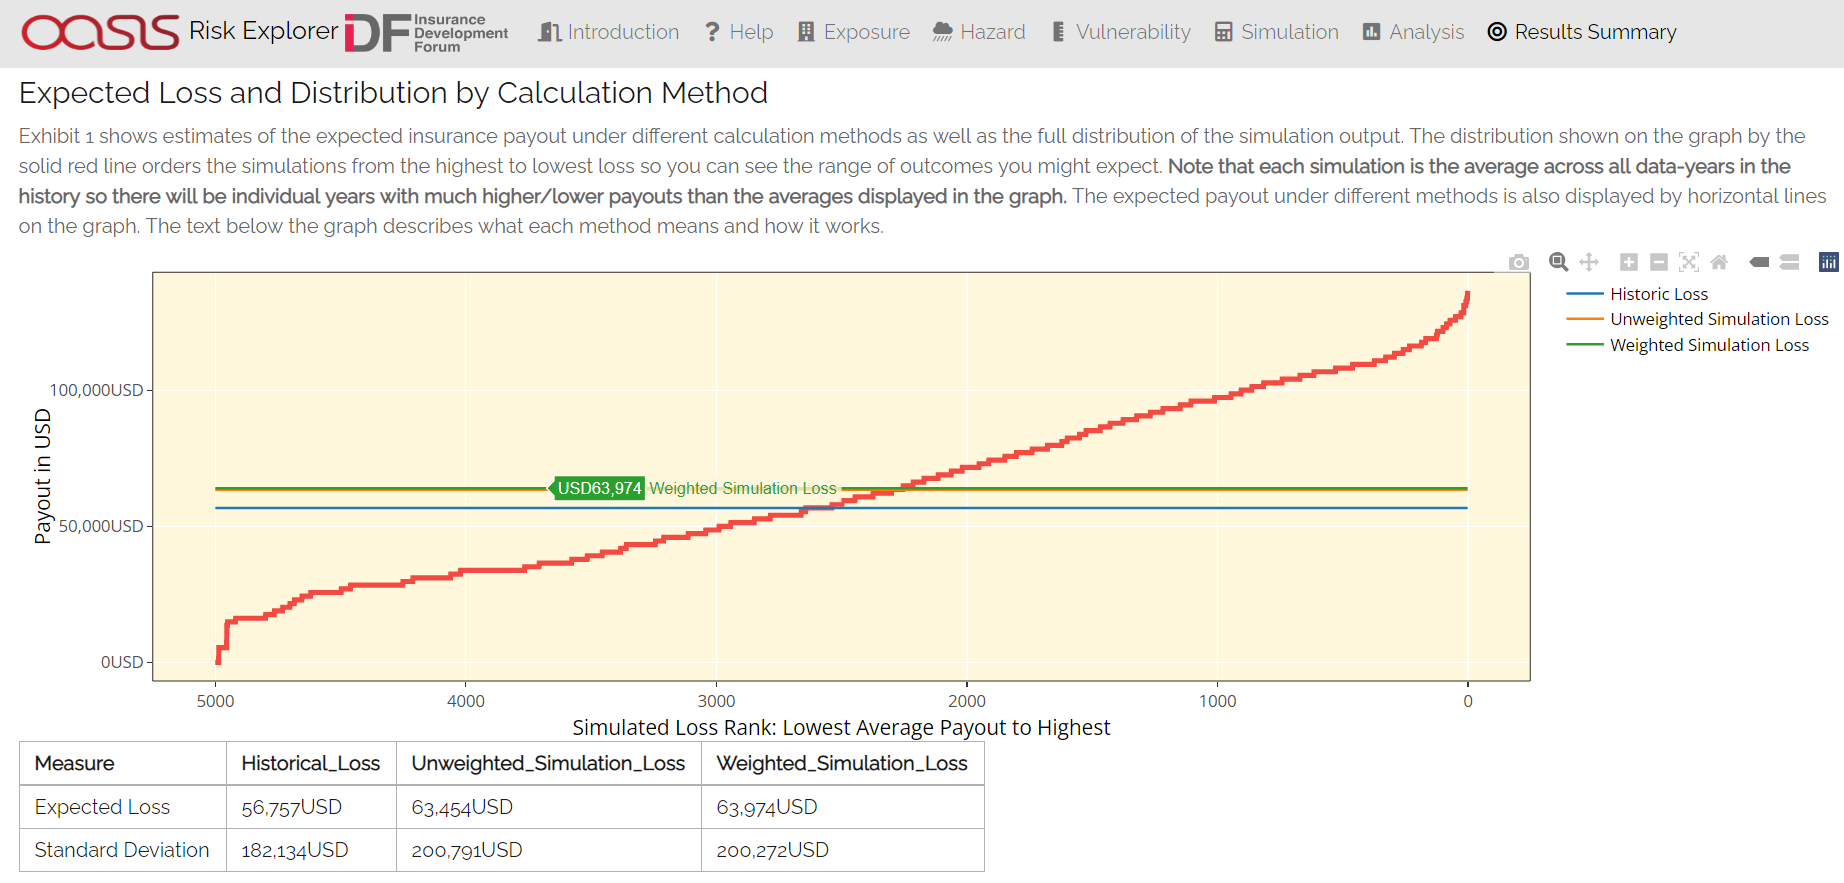 OASIS Risk Explorer IDF Insurance Development Forum Introduction ? Help Exposure Hazard Vulnerability Simulation Analysis Results Summary
Expected Loss and Distribution by Calculation Method
Exhibit 1 shows estimates of the expected insurance payout under different calculation methods as well as the full distribution of the simulation output. The distribution shown on the graph by the
solid red line orders the simulations from the highest to lowest loss so you can see the range of outcomes you might expect. Note that each simulation is the average across all data-years in the
history so there will be individual years with much higher/lower payouts than the averages displayed in the graph. The expected payout under different methods is also displayed by horizontal lines
on the graph. The text below the graph describes what each method means and how it works.
Historic Loss
Unweighted Simulation Loss
Weighted Simulation Loss
Payout in USD
100,000USD
50,000USD
0USD
USD63,974 Weighted Simulation Loss
5000 4000 3000 2000 1000 0
Simulated Loss Rank: Lowest Average Payout to Highest
Measure Historical_Loss Unweighted_Simulation_Loss Weighted_Simulation_Loss
Expected Loss 56,757USD 63,454USD 63,974USD
Standard Deviation 182,134USD 200,791USD 200,272USD